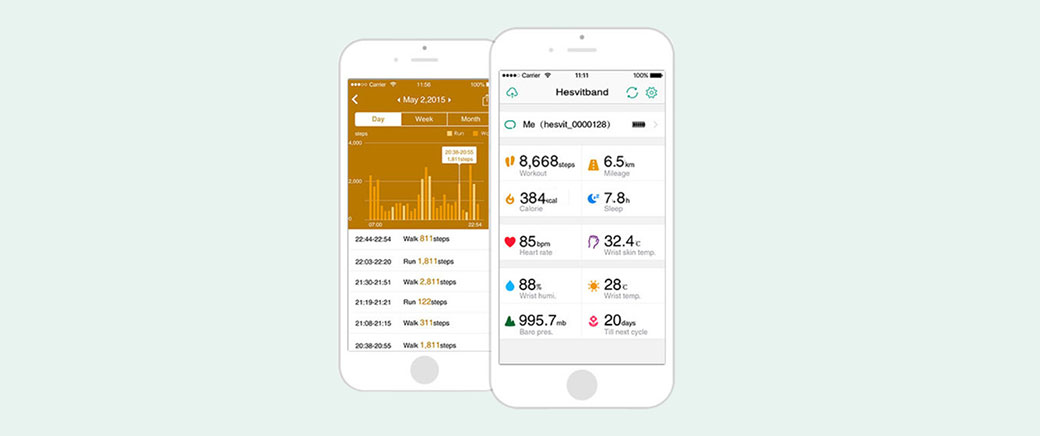 Carrier 11:56 100%
May 2,2015
Day Week Month
steps Run
4,000
20:38-20:55
1,811steps
2,000
0
07:00 22:54
22:44-22:54 Walk 811steps
22:03-22:20 Run 1,811steps
21:30-21:51 Walk 2,811steps
21:19-21:21 Run 122steps
21:08-21:15 Walk 311steps
20:38-20:55 Walk 1,811steps
Carrier 11:11 100%
Hesvitband
Me（hesvit_0000128）
8,668steps 6.5km
Workout Mileage
384kcal 7.8h
Calorie Sleep
85bpm 32.4c
Heart rate Wrist skin temp.
88% 28c
Wrist humi. Wrist temp.
995.7mb 20days
Baro pres. Till next cycle